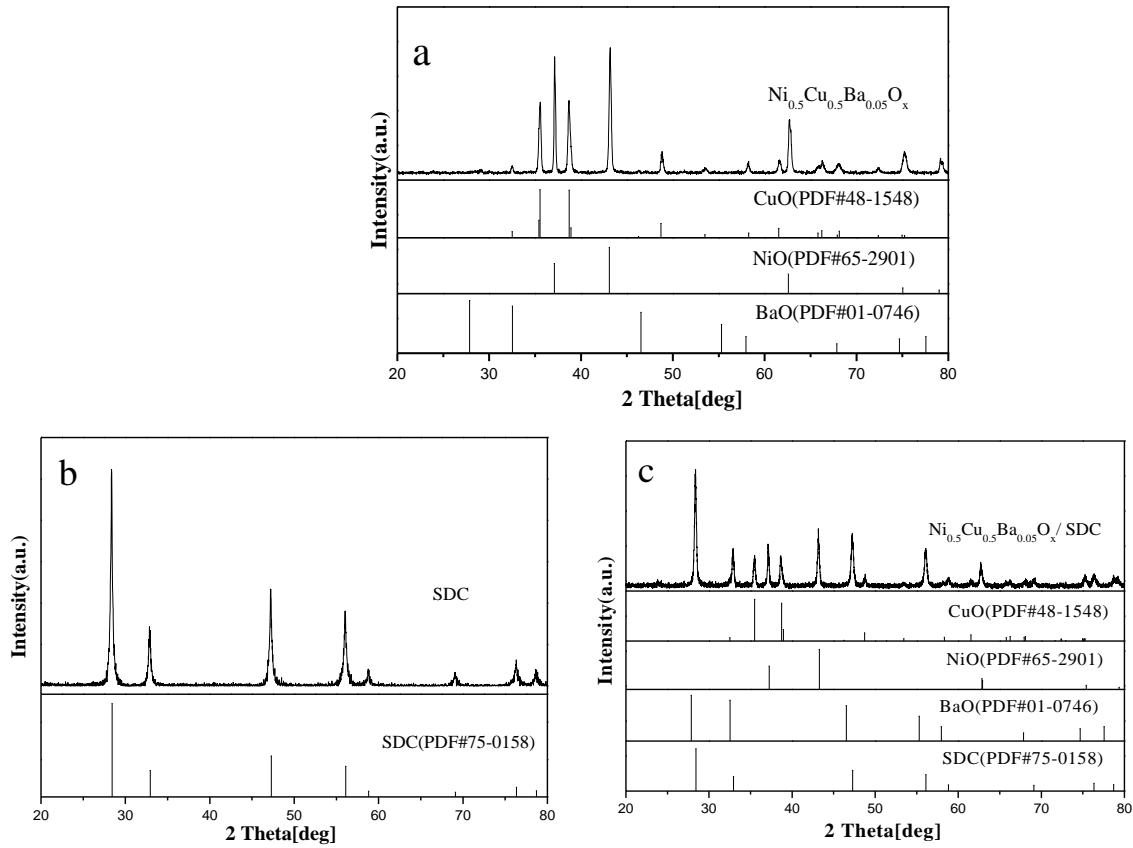 a
Intensity(a.u.)
Ni0.5Cu0.5Ba0.05Ox
CuO(PDF#48-1548)
NiO(PDF#65-2901)
BaO(PDF#01-0746)
20 30 40 50 60 70 80
2 Theta[deg]
b
Intensity(a.u.)
SDC
SDC(PDF#75-0158)
20 30 40 50 60 70 80
2 Theta[deg]
c
Intensity(a.u.)
Ni0.5Cu0.5Ba0.05Ox/ SDC
CuO(PDF#48-1548)
NiO(PDF#65-2901)
BaO(PDF#01-0746)
SDC(PDF#75-0158)
20 30 40 50 60 70 80
2 Theta[deg]